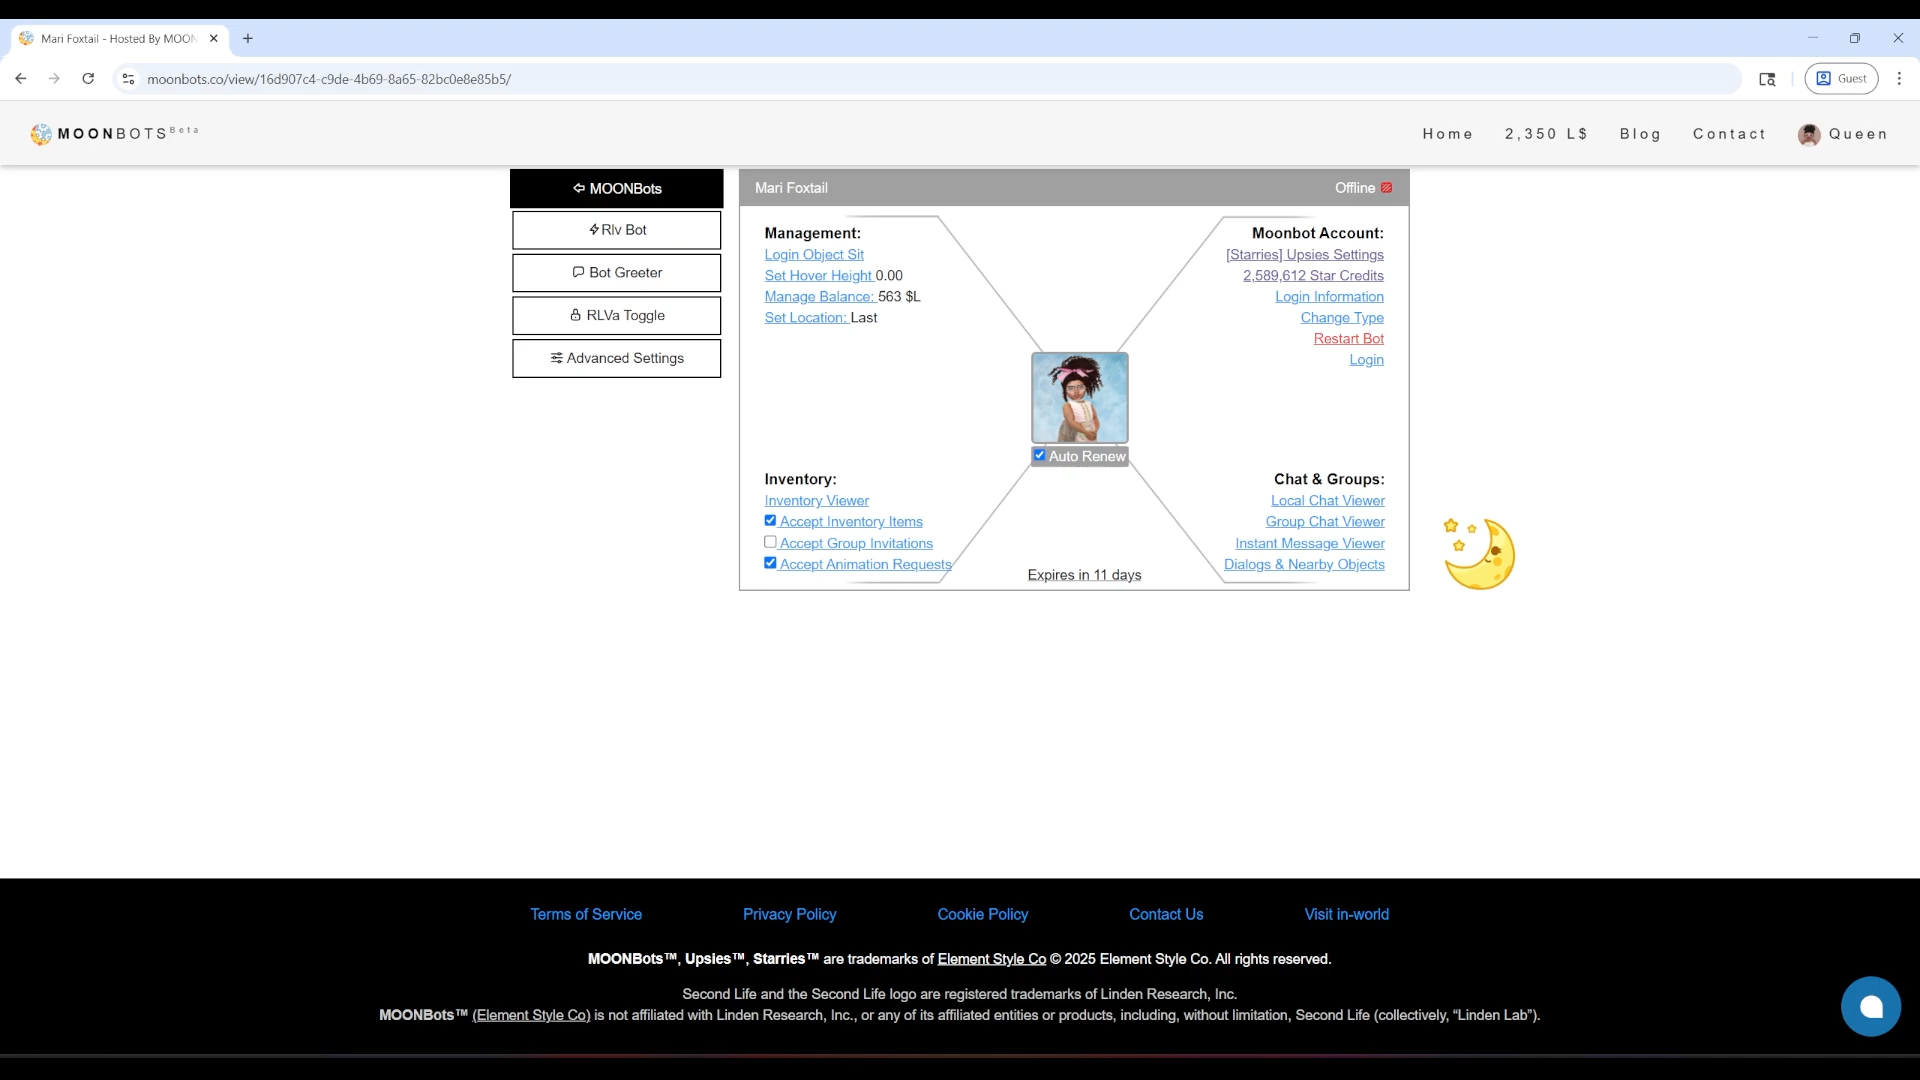 Mari Foxtail - Hosted By MOON
moonbots.co/view/16d907c4-c9de-4b69-8a65-82bc0e8e85b5/
Guest
MOONBOTS Beta
Home
2,350 L$
Blog
Contact
Queen
MOONBots
Rlv Bot
Bot Greeter
RLVa Toggle
Advanced Settings
Mari Foxtail
Offline
Management:
Login Object Sit
Set Hover Height 0.00
Manage Balance: 563 $L
Set Location: Last
Moonbot Account:
[Starries] Upsies Settings
2,589,612 Star Credits
Login Information
Change Type
Restart Bot
Login
Auto Renew
Inventory:
Inventory Viewer
Accept Inventory Items
Accept Group Invitations
Accept Animation Requests
Expires in 11 days
Chat & Groups:
Local Chat Viewer
Group Chat Viewer
Instant Message Viewer
Dialogs & Nearby Objects
Terms of Service
Privacy Policy
Cookie Policy
Contact Us
Visit in-world
MOONBots™, Upsies™, Starries™ are trademarks of Element Style Co © 2025 Element Style Co. All rights reserved.
Second Life and the Second Life logo are registered trademarks of Linden Research, Inc.
MOONBots™ (Element Style Co) is not affiliated with Linden Research, Inc., or any of its affiliated entities or products, including, without limitation, Second Life (collectively, “Linden Lab”).